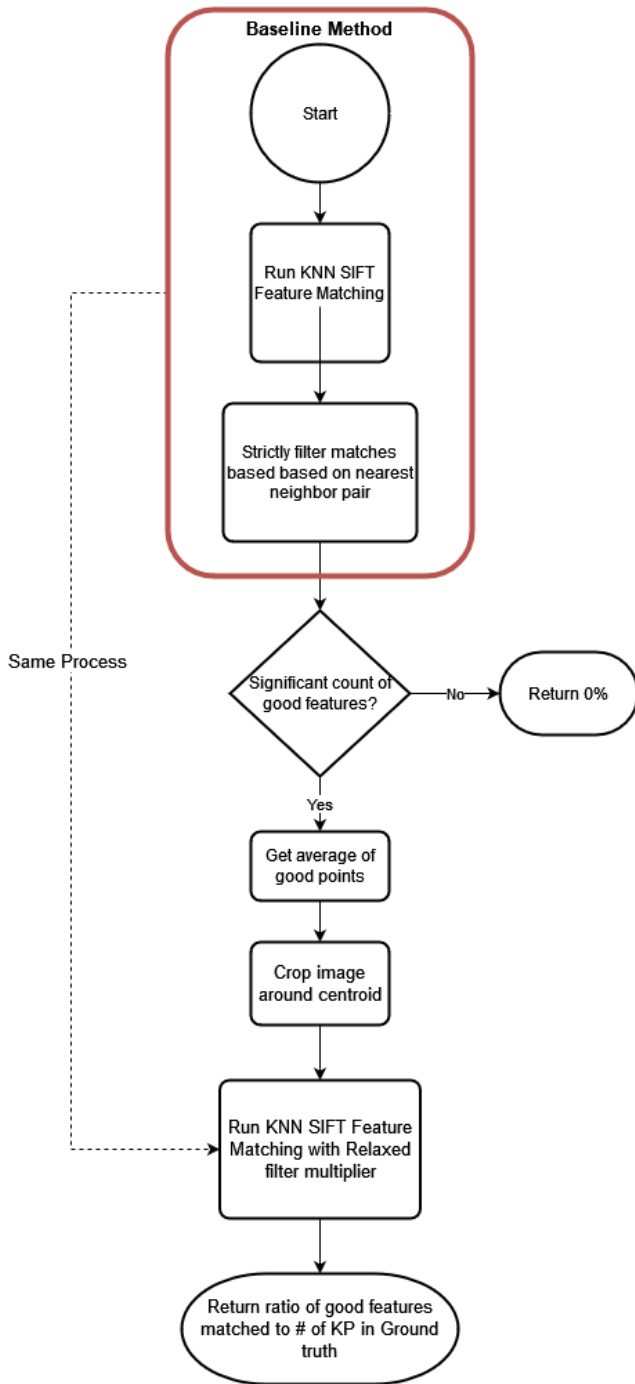 Baseline Method
Start
Run KNN SIFT
Feature Matching
Strictly filter matches
based based on nearest
neighbor pair
Same Process
Significant count of
good features?
No
Return 0%
Yes
Get average of
good points
Crop image
around centroid
Run KNN SIFT Feature
Matching with Relaxed
filter multiplier
Return ratio of good features
matched to # of KP in Ground
truth